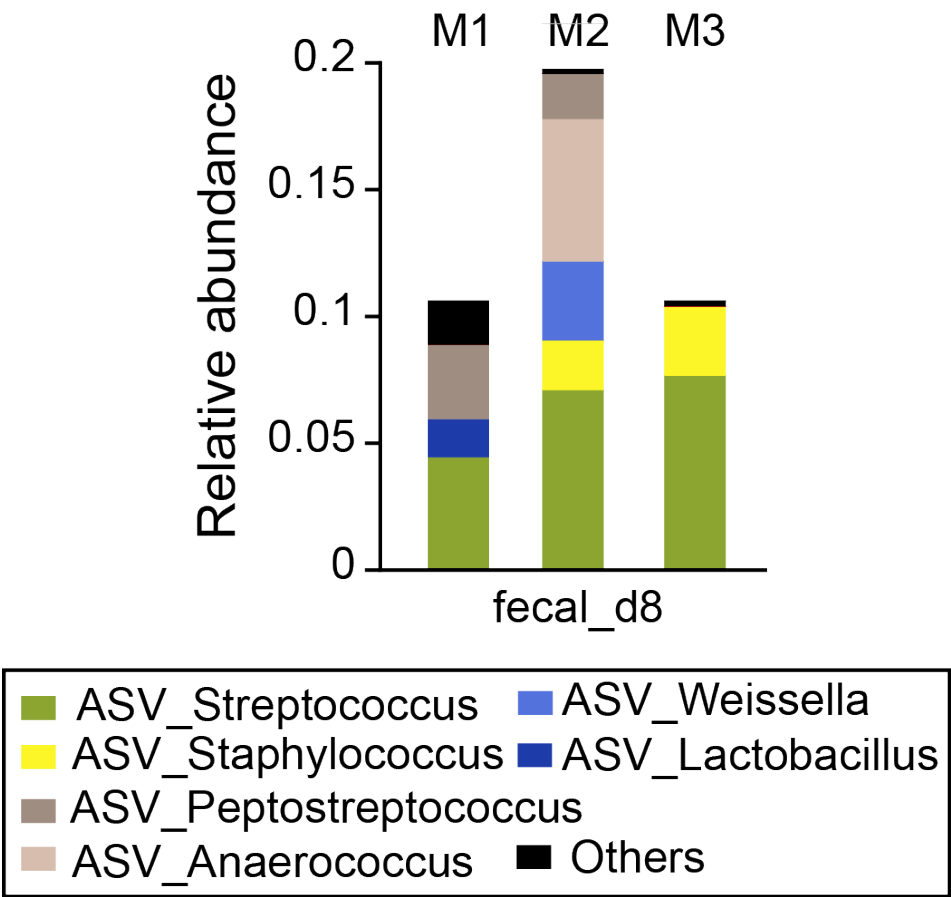 M1 M2 M3
0.2
0.15
0.1
0.05
0
Relative abundance
fecal_d8
ASV_Streptococcus
ASV_Weissella
ASV_Staphylococcus
ASV_Lactobacillus
ASV_Peptostreptococcus
ASV_Anaerococcus
Others